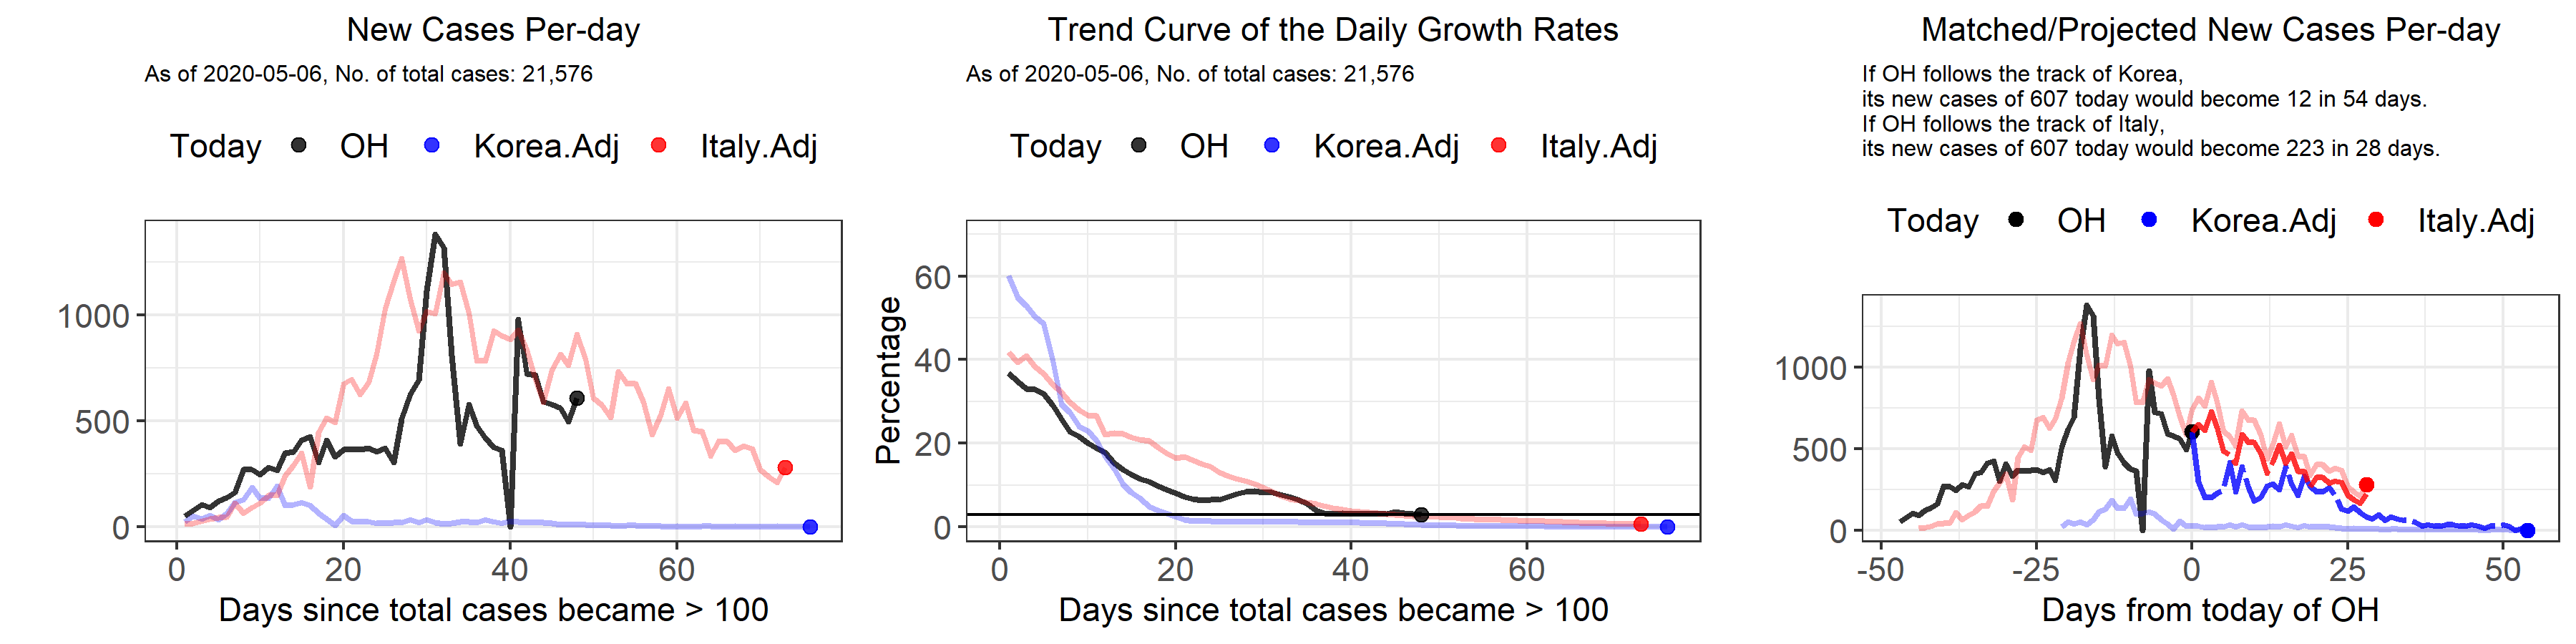 New Cases Per-day
As of 2020-05-06, No. of total cases: 21,576
Today OH Korea.Adj Italy.Adj
1000
500
0
0 20 40 60
Days since total cases became > 100
Trend Curve of the Daily Growth Rates
As of 2020-05-06, No. of total cases: 21,576
Today OH Korea.Adj Italy.Adj
Percentage
60
40
20
0
0 20 40 60
Days since total cases became > 100
Matched/Projected New Cases Per-day
If OH follows the track of Korea,
its new cases of 607 today would become 12 in 54 days.
If OH follows the track of Italy,
its new cases of 607 today would become 223 in 28 days.
Today OH Korea.Adj Italy.Adj
1000
500
0
-50 -25 0 25 50
Days from today of OH